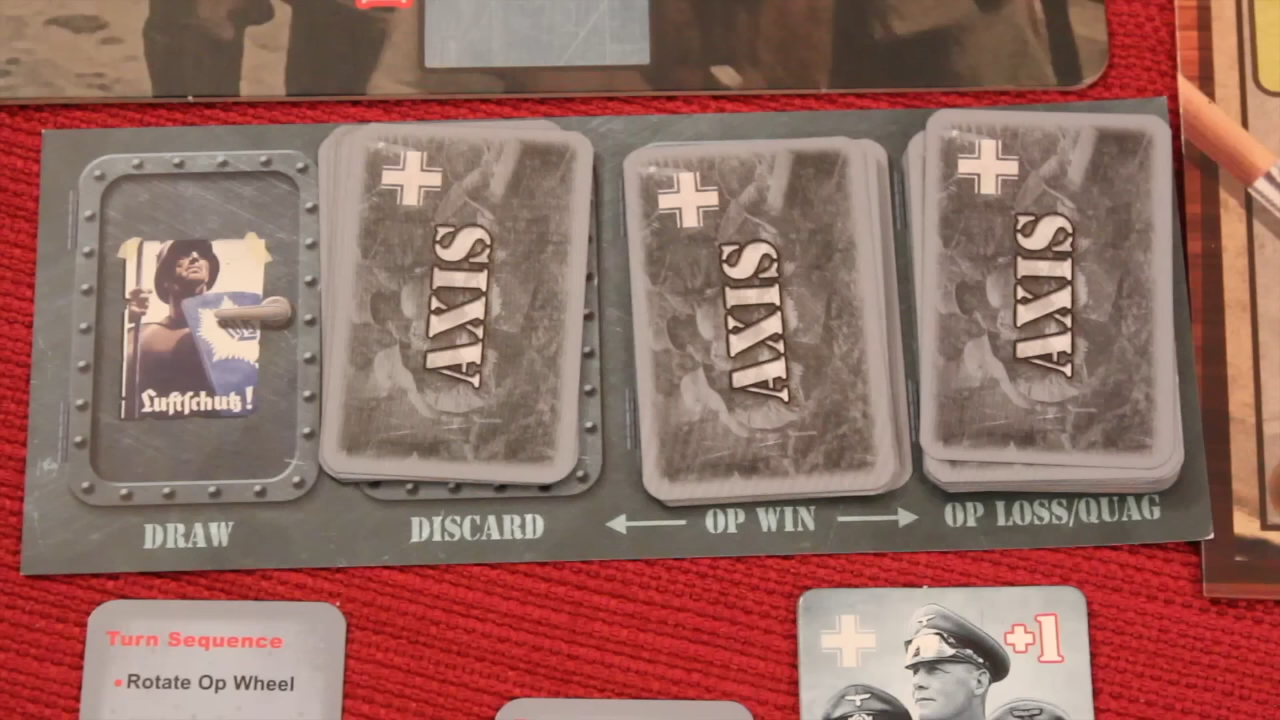 Luftschutz!
AXIS
AXIS
AXIS
DRAW
DISCARD
OP WIN
OP LOSS/QUAG
Turn Sequence
Rotate Op Wheel
+1